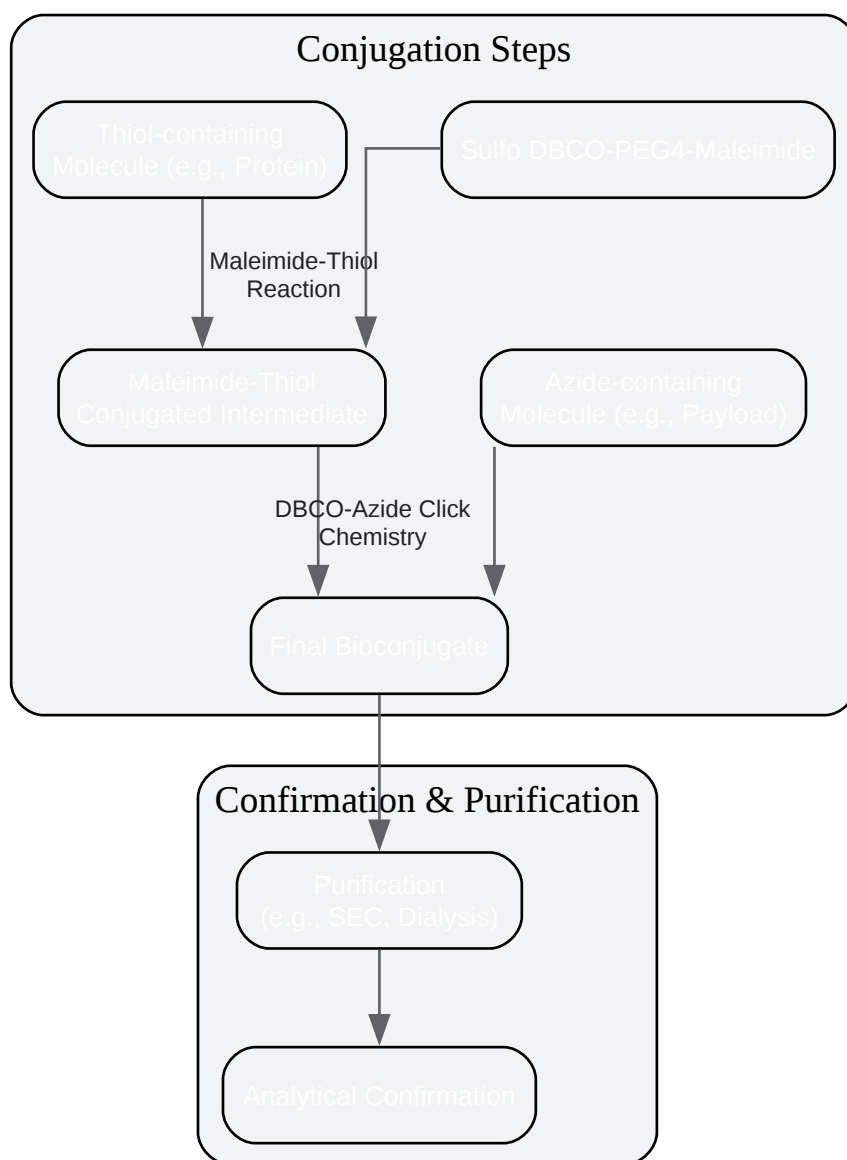 Conjugation Steps
Thiol-containing
Molecule (e.g., Protein)
Sulfo DBCO-PEG4-Maleimide
Maleimide-Thiol
Reaction
Maleimide-Thiol
Conjugated Intermediate
Azide-containing
Molecule (e.g., Payload)
DBCO-Azide Click
Chemistry
Final Bioconjugate
Confirmation & Purification
Purification
(e.g., SEC, Dialysis)
Analytical Confirmation